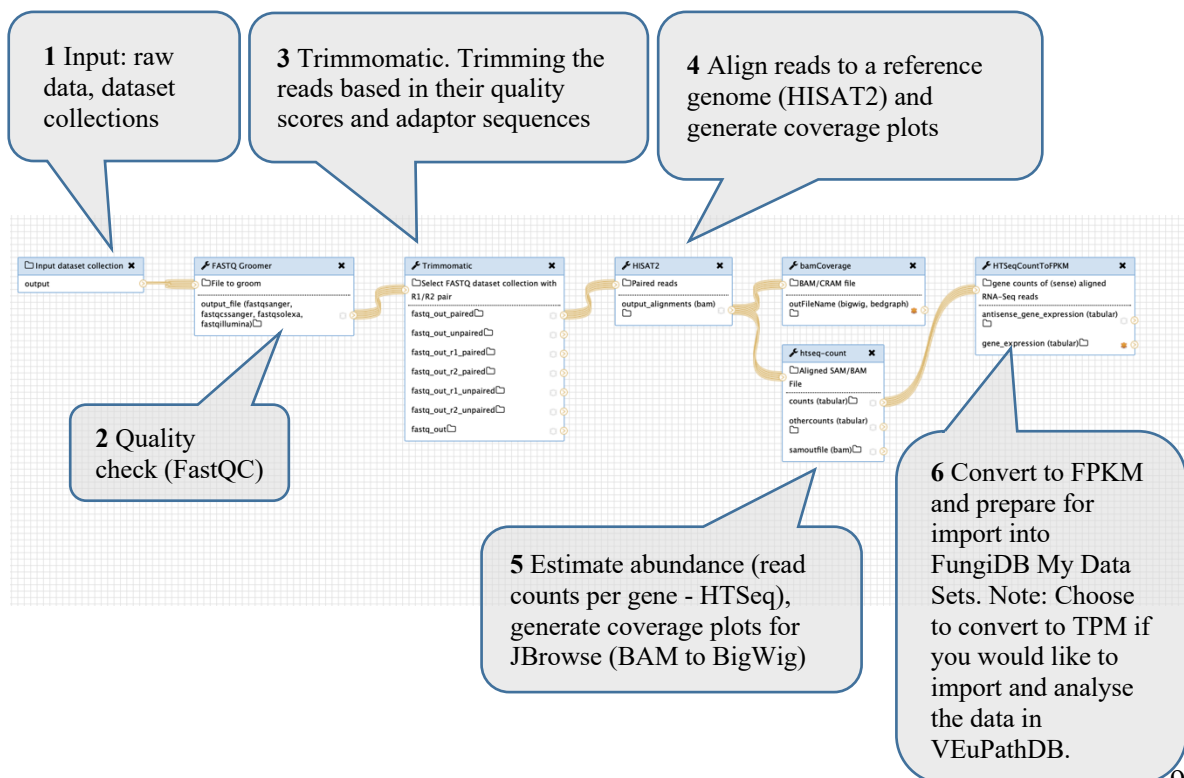 1 Input: raw
data, dataset
collections
3 Trimmomatic. Trimming the
reads based in their quality
scores and adaptor sequences
4 Align reads to a reference
genome (HISAT2) and
generate coverage plots
Input dataset collection
output
FASTQ Groomer
File to groom
output_file (fastqsanger,
fastqcssanger, fastqsolexa,
fastqillumina)
Trimmomatic
Select FASTQ dataset collection with
R1/R2 pair
fastq_out_paired
fastq_out_unpaired
fastq_out_r1_paired
fastq_out_r2_paired
fastq_out_r1_unpaired
fastq_out_r2_unpaired
fastq_out
HISAT2
Paired reads
output_alignments (bam)
bamCoverage
BAM/CRAM file
outFileName (bigwig, bedgraph)
htseq-count
Aligned SAM/BAM
File
counts (tabular)
othercounts (tabular)
samoutfile (bam)
HTSeqCountToFPKM
gene counts of (sense) aligned
RNA-Seq reads
antisense_gene_expression (tabular)
gene_expression (tabular)
2 Quality
check (FastQC)
5 Estimate abundance (read
counts per gene - HTSeq),
generate coverage plots for
JBrowse (BAM to BigWig)
6 Convert to FPKM
and prepare for
import into
FungiDB My Data
Sets. Note: Choose
to convert to TPM if
you would like to
import and analyse
the data in
VEuPathDB.